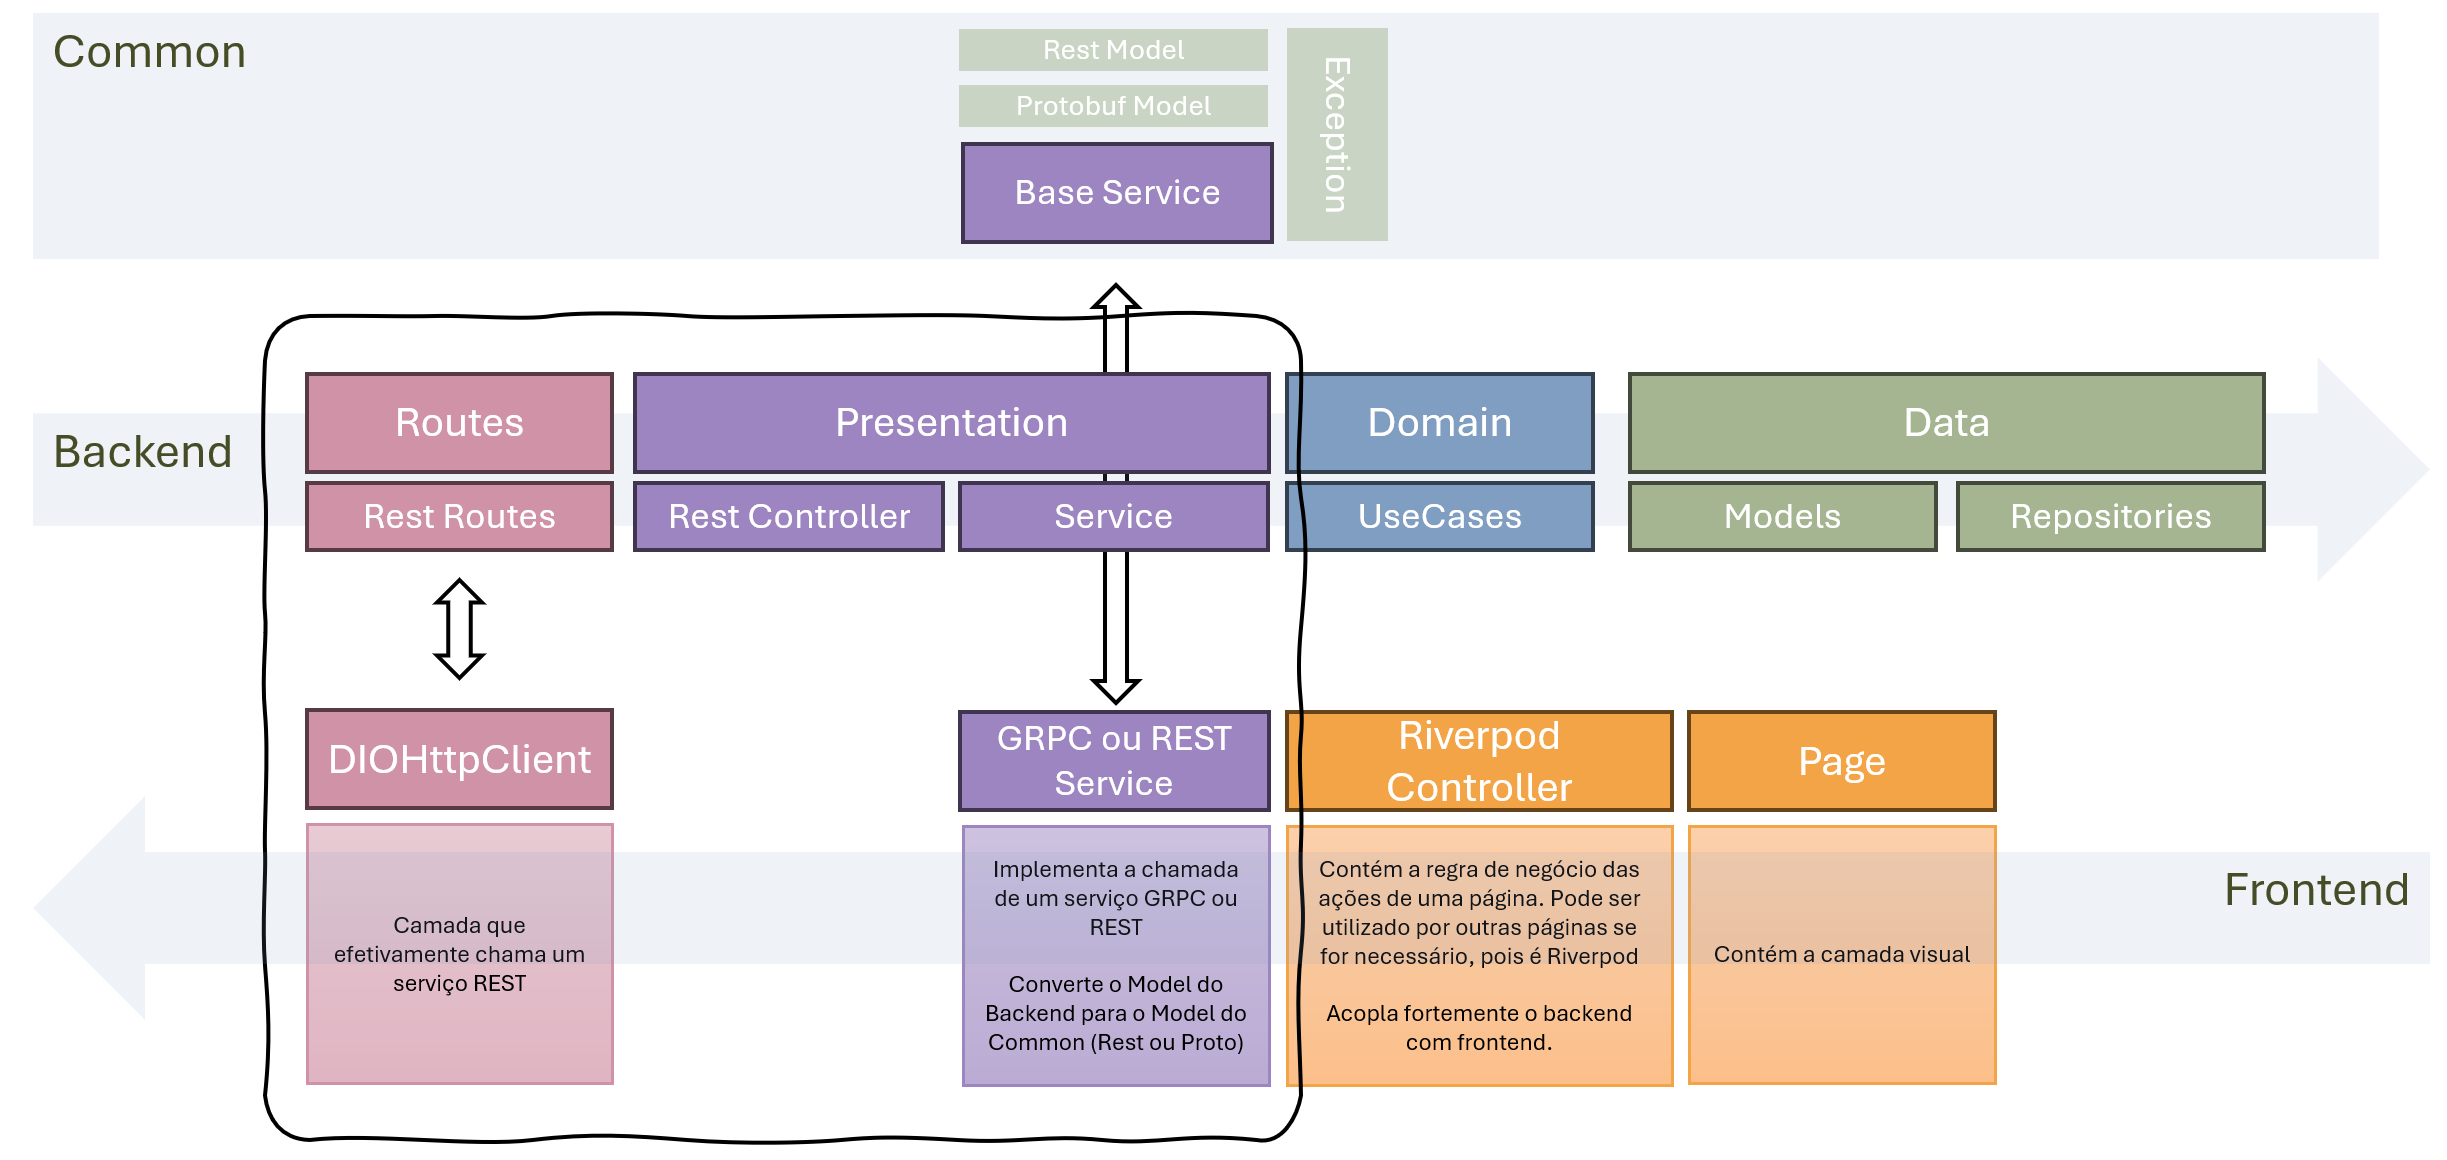 Common
Rest Model
Protobuf Model
Base Service
Exception
Backend
Routes
Presentation
Domain
Data
Rest Routes
Rest Controller
Service
UseCases
Models
Repositories
DIOHttpClient
GRPC ou REST
Service
Riverpod
Controller
Page
Frontend
Camada que
efetivamente chama um
serviço REST
Implementa a chamada
de um serviço GRPC ou
REST
Converte o Model do
Backend para o Model do
Common (Rest ou Proto)
Contém a regra de negócio das
ações de uma página. Pode ser
utilizado por outras páginas se
for necessário, pois é Riverpod
Acopla fortemente o backend
com frontend.
Contém a camada visual